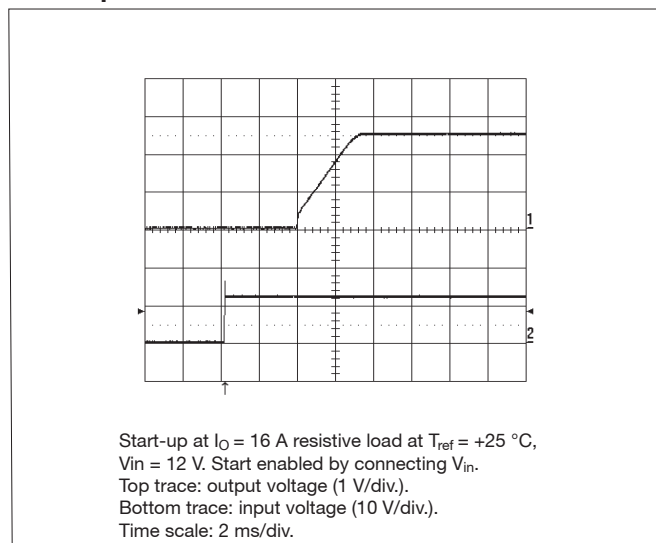 1
2
Start-up at IO = 16 A resistive load at Tref = +25 °C,
Vin = 12 V. Start enabled by connecting Vin.
Top trace: output voltage (1 V/div.).
Bottom trace: input voltage (10 V/div.).
Time scale: 2 ms/div.